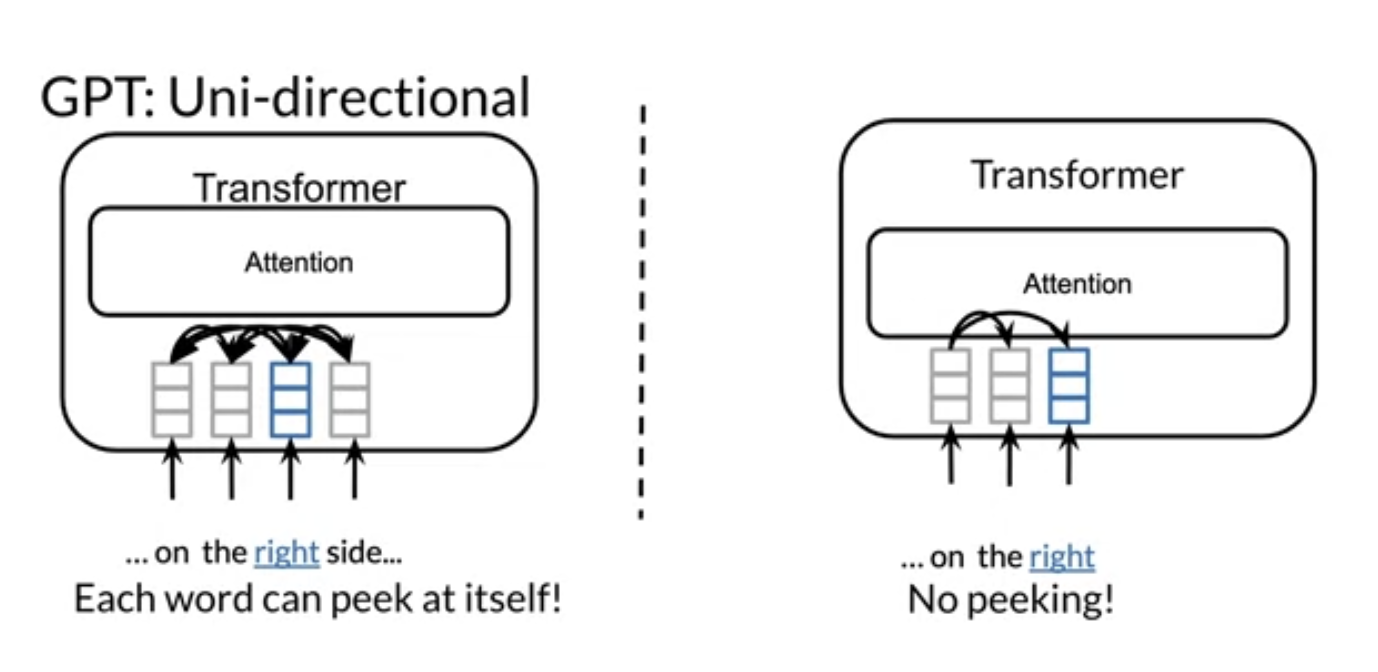 GPT: Uni-directional
Transformer
Attention
... on the right side...
Each word can peek at itself!
Transformer
Attention
... on the right
No peeking!